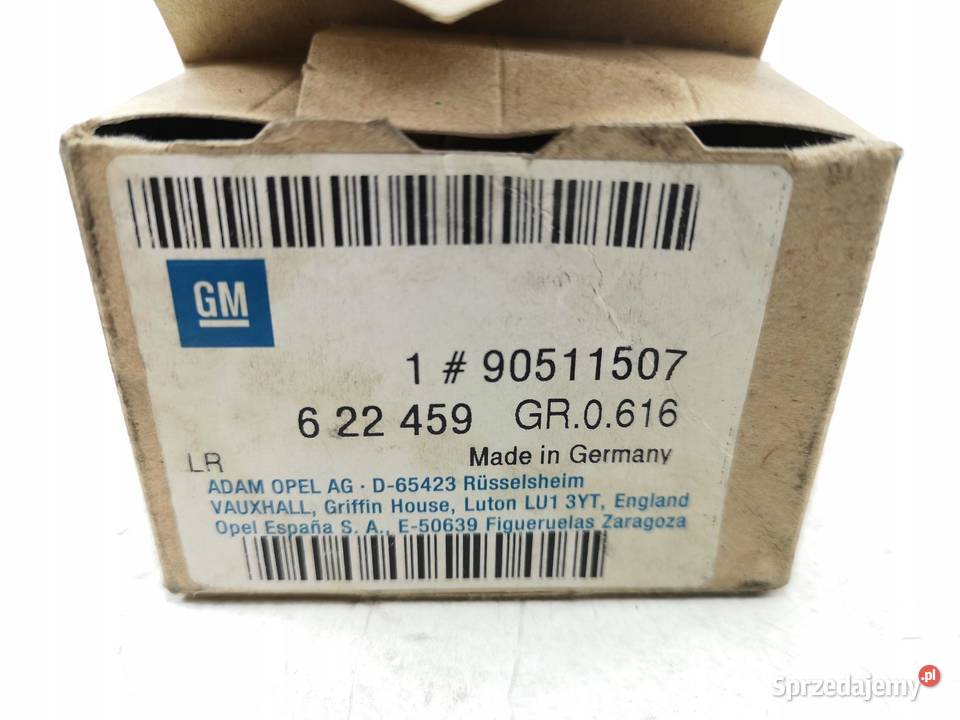 GM
1 # 90511507
6 22 459 GR.0.616
LR
Made in Germany
ADAM OPEL AG · D-65423 Rüsselsheim
VAUXHALL, Griffin House, Luton LU1 3YT, England
Opel España S. A., E-50639 Figueruelas Zaragoza
Sprzedajemy.pl